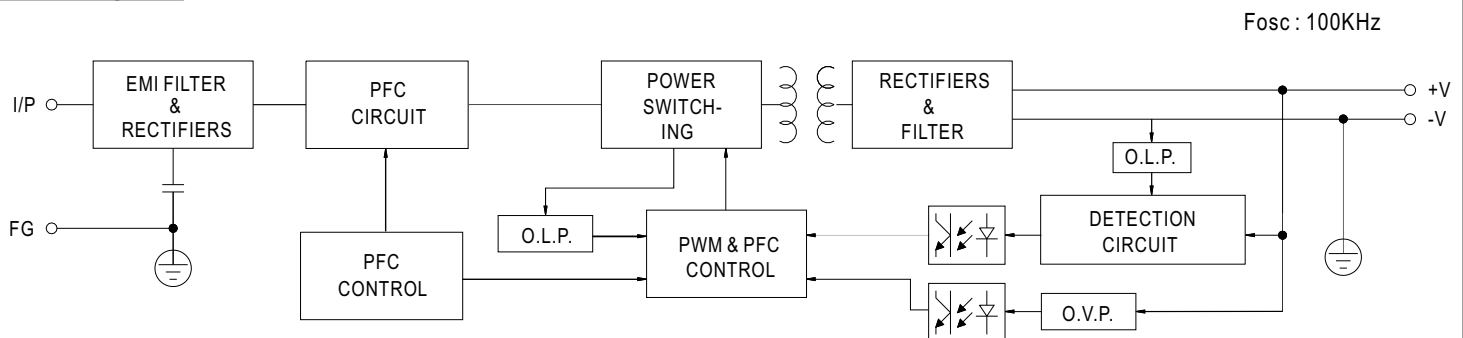 Fosc : 100KHz
I/P
EMI FILTER
&
RECTIFIERS
PFC
CIRCUIT
POWER
SWITCH-
ING
RECTIFIERS
&
FILTER
+V
-V
O.L.P.
FG
PFC
CONTROL
O.L.P.
PWM & PFC
CONTROL
DETECTION
CIRCUIT
O.V.P.